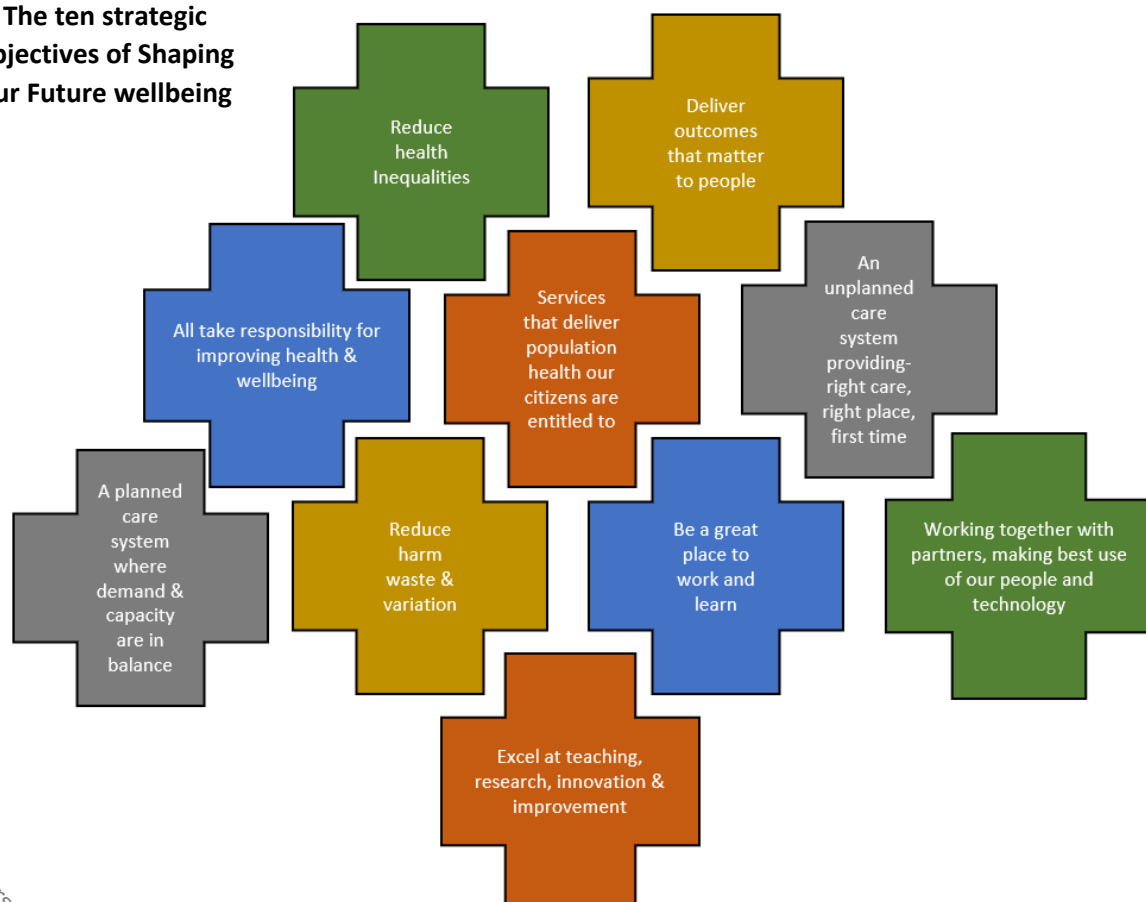 The ten strategic
bjectives of Shaping
ur Future wellbeing
Reduce
health
Inequalities
Deliver
outcomes
that matter
to people
All take responsibility for
improving health &
wellbeing
Services
that deliver
population
health our
citizens are
entitled to
An
unplanned
care
system
providing-
right care,
right place,
first time
A planned
care
system
where
demand &
capacity
are in
balance
Reduce
harm
waste &
variation
Be a great
place to
work and
learn
Working together with
partners, making best use
of our people and
technology
Excel at teaching,
research, innovation &
improvement